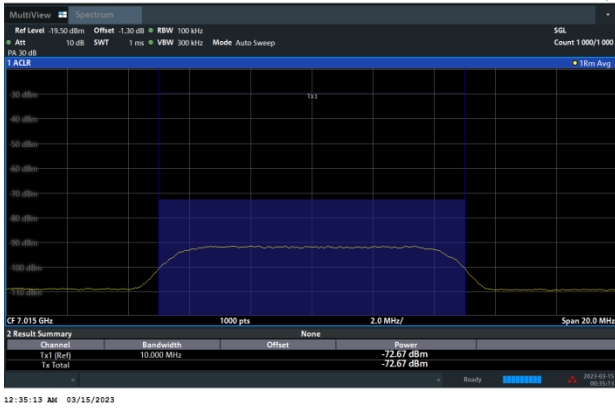 MultiView Spectrum
Ref Level -19.50 dBm Offset -1.30 dB RBW 100 kHz SGL
Att 10 dB SWT 1 ms VBW 300 kHz Mode Auto Sweep Count 1000/1000
PA 30 dB
1 ACLR 1Rm Avg
Tx1
-30 dBm
-40 dBm
-50 dBm
-60 dBm
-70 dBm
-80 dBm
-90 dBm
-100 dBm
-110 dBm
CF 7.015 GHz 1000 pts 2.0 MHz/ Span 20.0 MHz
2 Result Summary None
Channel Bandwidth Offset Power
Tx1 (Ref) 10.000 MHz -72.67 dBm
Tx Total -72.67 dBm
Ready 2023-03-15
00:35:13
12:35:13 AM 03/15/2023